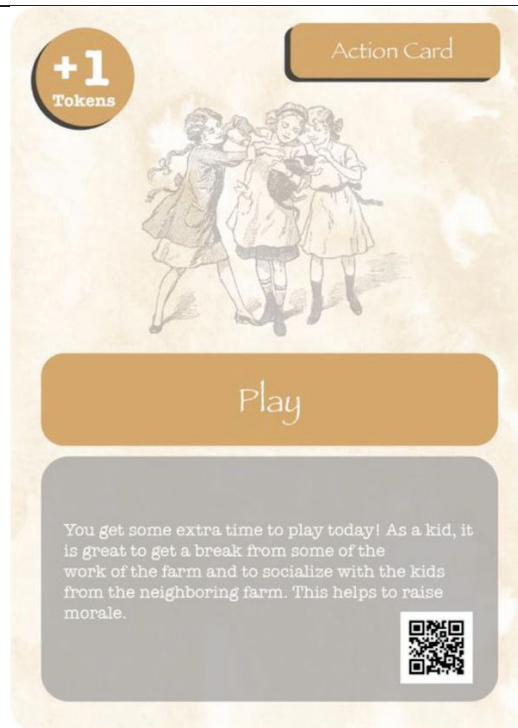 +1
Tokens
Action Card
Play
You get some extra time to play today! As a kid, it
is great to get a break from some of the
work of the farm and to socialize with the kids
from the neighboring farm. This helps to raise
morale.